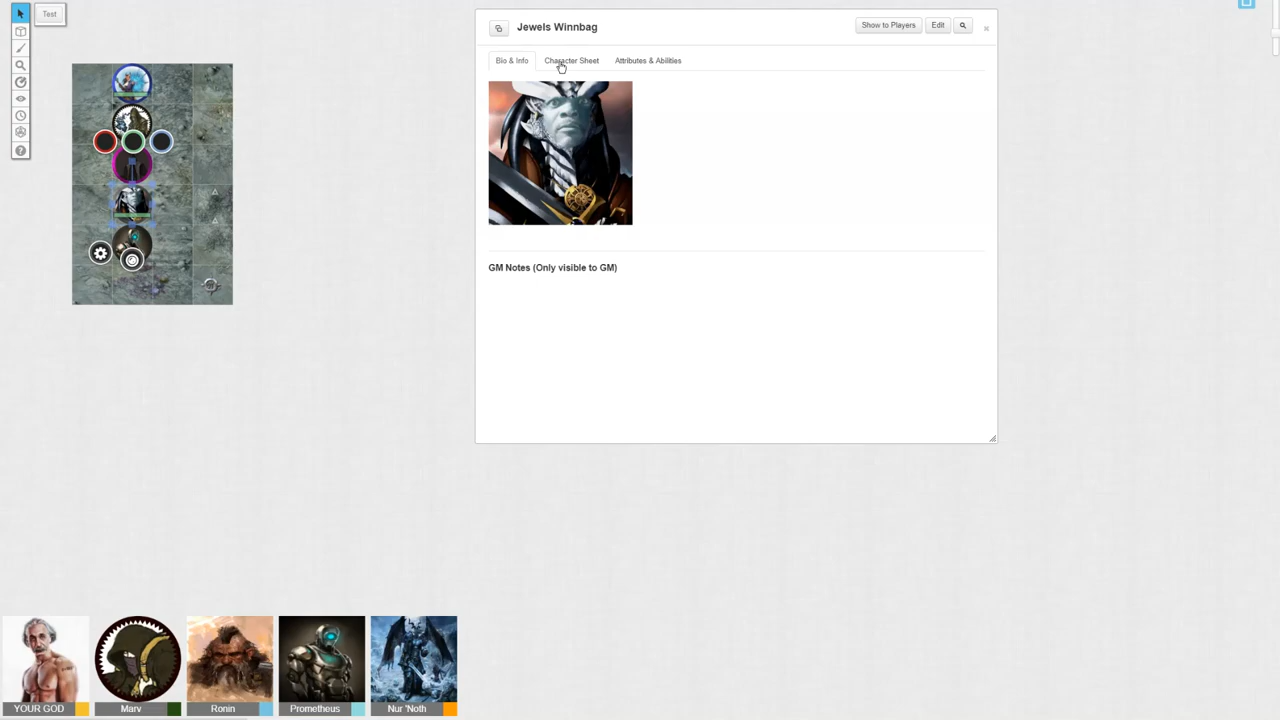 Test
Jewels Winnbag
Show to Players
Edit
Bio & Info
Character Sheet
Attributes & Abilities
GM Notes (Only visible to GM)
YOUR GOD
Marv
Ronin
Prometheus
Nur 'Noth